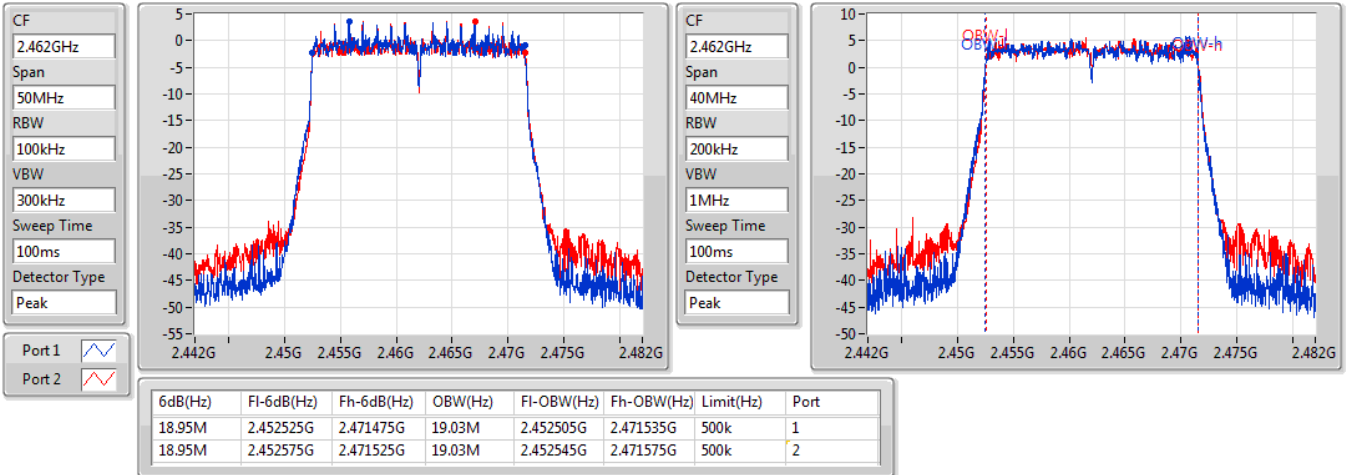 CF
2.462GHz
Span
50MHz
RBW
100kHz
VBW
300kHz
Sweep Time
100ms
Detector Type
Peak
Port 1
Port 2
5
0
-5
-10
-15
-20
-25
-30
-35
-40
-45
-50
-55
2.442G 2.45G 2.455G 2.46G 2.465G 2.47G 2.475G 2.482G
CF
2.462GHz
Span
40MHz
RBW
200kHz
VBW
1MHz
Sweep Time
100ms
Detector Type
Peak
10
5
0
-5
-10
-15
-20
-25
-30
-35
-40
-45
-50
OBW-l
OBW-h
2.442G 2.45G 2.455G 2.46G 2.465G 2.47G 2.475G 2.482G
6dB(Hz) Fl-6dB(Hz) Fh-6dB(Hz) OBW(Hz) Fl-OBW(Hz) Fh-OBW(Hz) Limit(Hz) Port
18.95M 2.452525G 2.471475G 19.03M 2.452505G 2.471535G 500k 1
18.95M 2.452575G 2.471525G 19.03M 2.452545G 2.471575G 500k 2